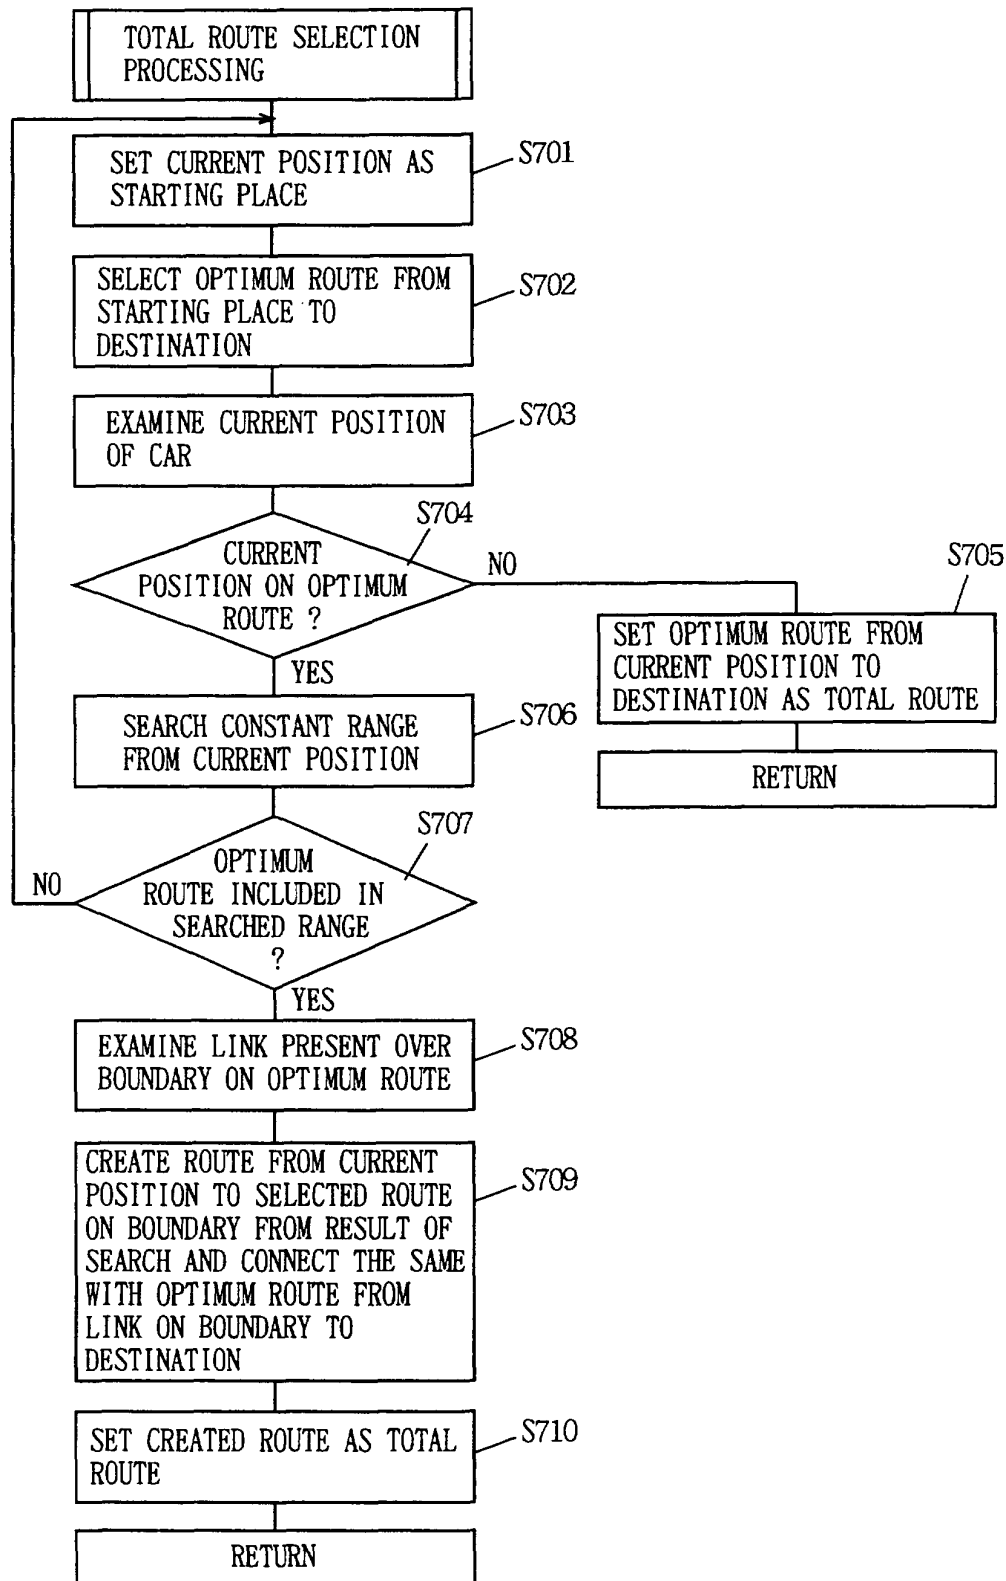 TOTAL ROUTE SELECTION
PROCESSING
SET CURRENT POSITION AS
STARTING PLACE
S701
SELECT OPTIMUM ROUTE FROM
STARTING PLACE TO
DESTINATION
S702
EXAMINE CURRENT POSITION
OF CAR
S703
CURRENT
POSITION ON OPTIMUM
ROUTE ?
S704
NO
YES
S705
SET OPTIMUM ROUTE FROM
CURRENT POSITION TO
DESTINATION AS TOTAL ROUTE
RETURN
SEARCH CONSTANT RANGE
FROM CURRENT POSITION
S706
OPTIMUM
ROUTE INCLUDED IN
SEARCHED RANGE
?
S707
NO
YES
EXAMINE LINK PRESENT OVER
BOUNDARY ON OPTIMUM ROUTE
S708
CREATE ROUTE FROM CURRENT
POSITION TO SELECTED ROUTE
ON BOUNDARY FROM RESULT OF
SEARCH AND CONNECT THE SAME
WITH OPTIMUM ROUTE FROM
LINK ON BOUNDARY TO
DESTINATION
S709
SET CREATED ROUTE AS TOTAL
ROUTE
S710
RETURN